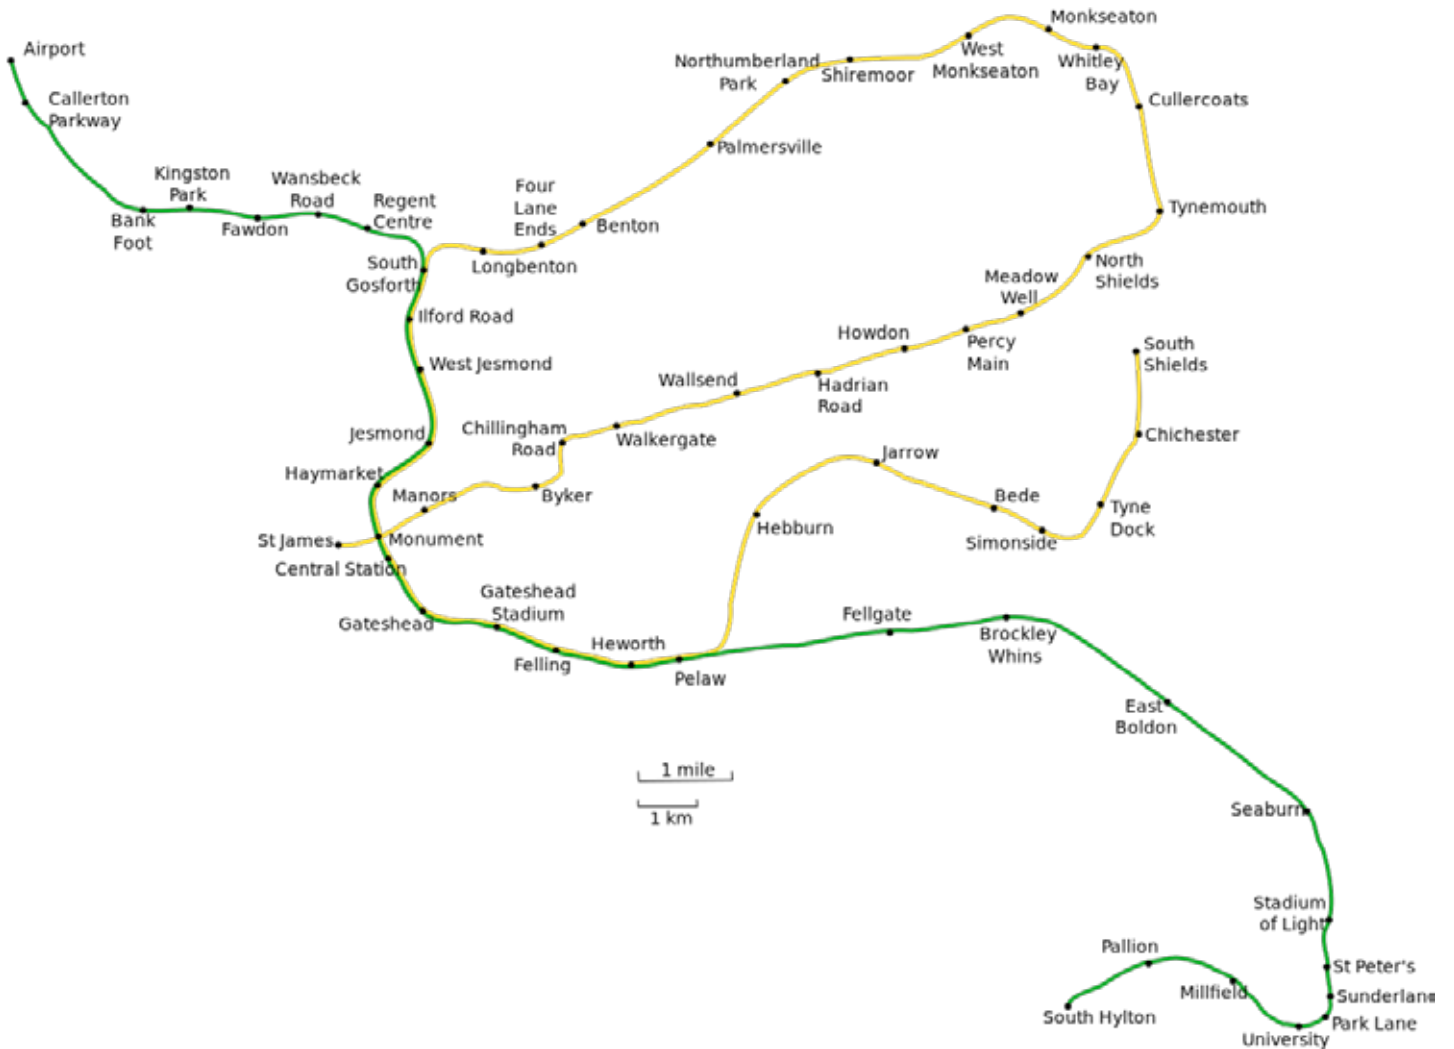 Airport
Callerton
Parkway
Bank
Foot
Kingston
Park
Fawdon
Wansbeck
Road
Regent
Centre
South
Gosforth
Longbenton
Four
Lane
Ends
Benton
Palmersville
Northumberland
Park
Shiremoor
West
Monkseaton
Monkseaton
Whitley
Bay
Cullercoats
Tynemouth
North
Shields
Meadow
Well
Percy
Main
Howdon
Hadrian
Road
Wallsend
Walkergate
Chillingham
Road
Byker
Manors
Monument
St James
Ilford Road
West Jesmond
Jesmond
Haymarket
Central Station
Gateshead
Gateshead
Stadium
Felling
Heworth
Pelaw
Hebburn
Jarrow
Bede
Simonside
Tyne
Dock
Chichester
South
Shields
Fellgate
Brockley
Whins
East
Boldon
Seaburn
Stadium
of Light
St Peter's
Sunderland
Park Lane
University
Millfield
Pallion
South Hylton
1 mile
1 km